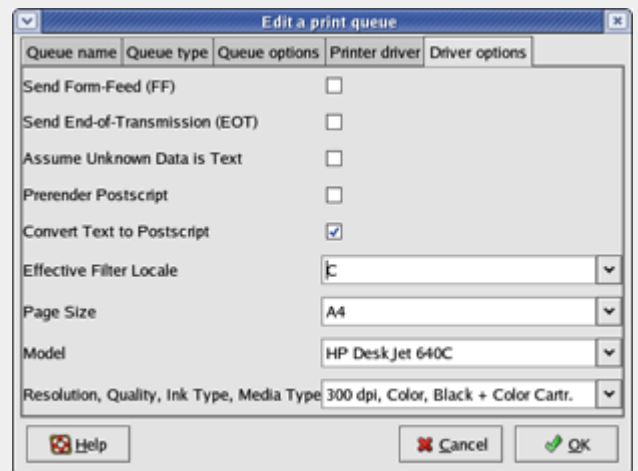 Edit a print queue
Queue name Queue type Queue options Printer driver Driver options
Send Form-Feed (FF)
Send End-of-Transmission (EOT)
Assume Unknown Data is Text
Prerender Postscript
Convert Text to Postscript
Effective Filter Locale C
Page Size A4
Model HP DeskJet 640C
Resolution, Quality, Ink Type, Media Type 300 dpi, Color, Black + Color Cartr.
Help Cancel OK